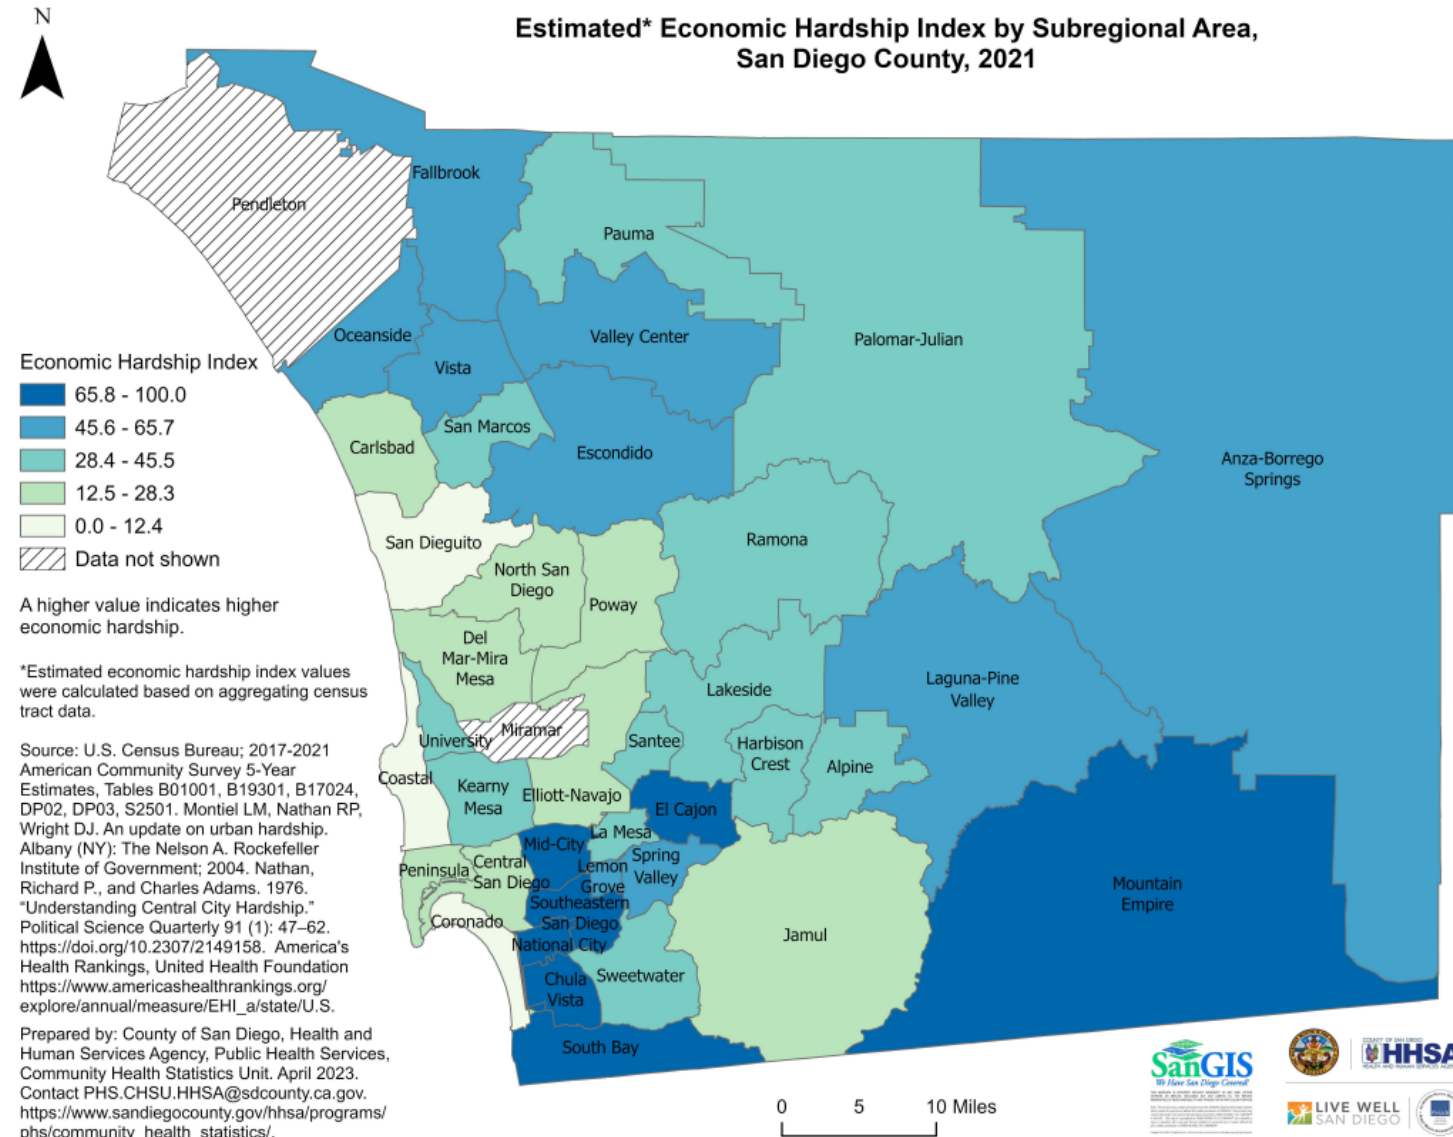 N
Estimated* Economic Hardship Index by Subregional Area,
San Diego County, 2021
Fallbrook
Pendleton
Pauma
Oceanside
Valley Center
Palomar-Julian
Vista
San Marcos
Carlsbad
Escondido
Anza-Borrego
Springs
San Dieguito
Ramona
North San
Diego
Poway
Del
Mar-Mira
Mesa
Lakeside
Laguna-Pine
Valley
Miramar
University
Santee
Harbison
Crest
Alpine
Coastal
Kearny
Mesa
Elliott-Navajo
El Cajon
La Mesa
Mid-City
Spring
Valley
Lemon
Grove
Peninsula
Central
San Diego
Southeastern
San Diego
Mountain
Empire
Coronado
National City
Jamul
Chula
Vista
Sweetwater
South Bay
Economic Hardship Index
65.8 - 100.0
45.6 - 65.7
28.4 - 45.5
12.5 - 28.3
0.0 - 12.4
Data not shown
A higher value indicates higher
economic hardship.
*Estimated economic hardship index values
were calculated based on aggregating census
tract data.
Source: U.S. Census Bureau; 2017-2021
American Community Survey 5-Year
Estimates, Tables B01001, B19301, B17024,
DP02, DP03, S2501. Montiel LM, Nathan RP,
Wright DJ. An update on urban hardship.
Albany (NY): The Nelson A. Rockefeller
Institute of Government; 2004. Nathan,
Richard P., and Charles Adams. 1976.
“Understanding Central City Hardship.”
Political Science Quarterly 91 (1): 47–62.
https://doi.org/10.2307/2149158. America's
Health Rankings, United Health Foundation
https://www.americashealthrankings.org/
explore/annual/measure/EHI_a/state/U.S.
Prepared by: County of San Diego, Health and
Human Services Agency, Public Health Services,
Community Health Statistics Unit. April 2023.
Contact PHS.CHSU.HHSA@sdcounty.ca.gov.
https://www.sandiegocounty.gov/hhsa/programs/
phs/community_health_statistics/.
0 5 10 Miles
SanGIS
We Have San Diego Covered!
COUNTY OF SAN DIEGO
HHSA
LIVE WELL
SAN DIEGO